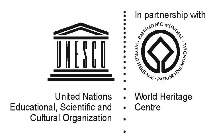 In partnership with
UNESCO
United Nations
Educational, Scientific and
Cultural Organization
World Heritage
Centre